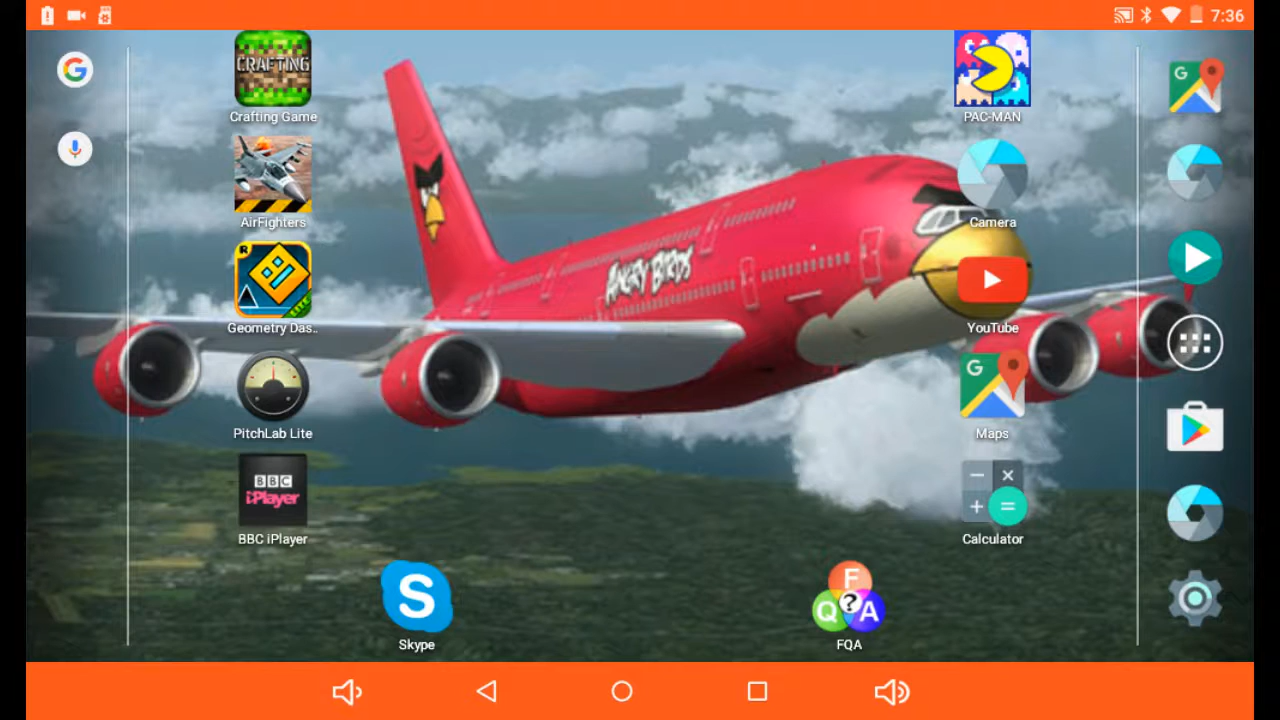 7:36
CRAFTING
Crafting Game
PAC-MAN
AirFighters
Camera
ANGRY BIRDS
Geometry Das..
YouTube
PitchLab Lite
Maps
BBC
iPlayer
BBC iPlayer
Calculator
S
Skype
F
Q ? A
FQA